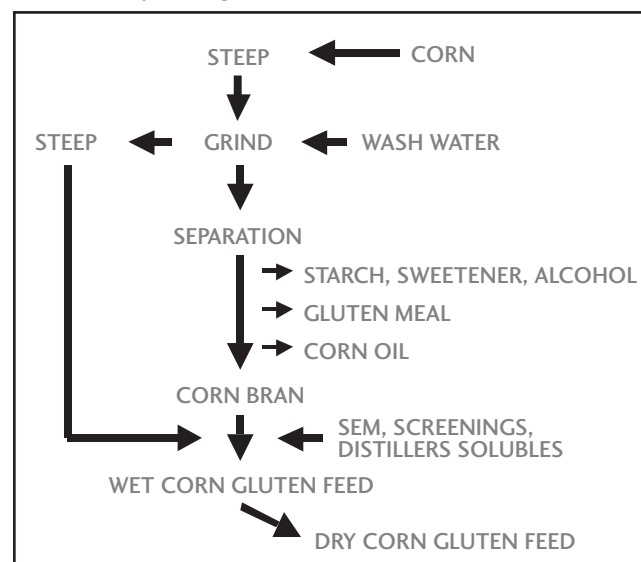 STEEP
CORN
STEEP
GRIND
WASH WATER
SEPARATION
STARCH, SWEETENER, ALCOHOL
GLUTEN MEAL
CORN OIL
CORN BRAN
SEM, SCREENINGS,
DISTILLERS SOLUBLES
WET CORN GLUTEN FEED
DRY CORN GLUTEN FEED